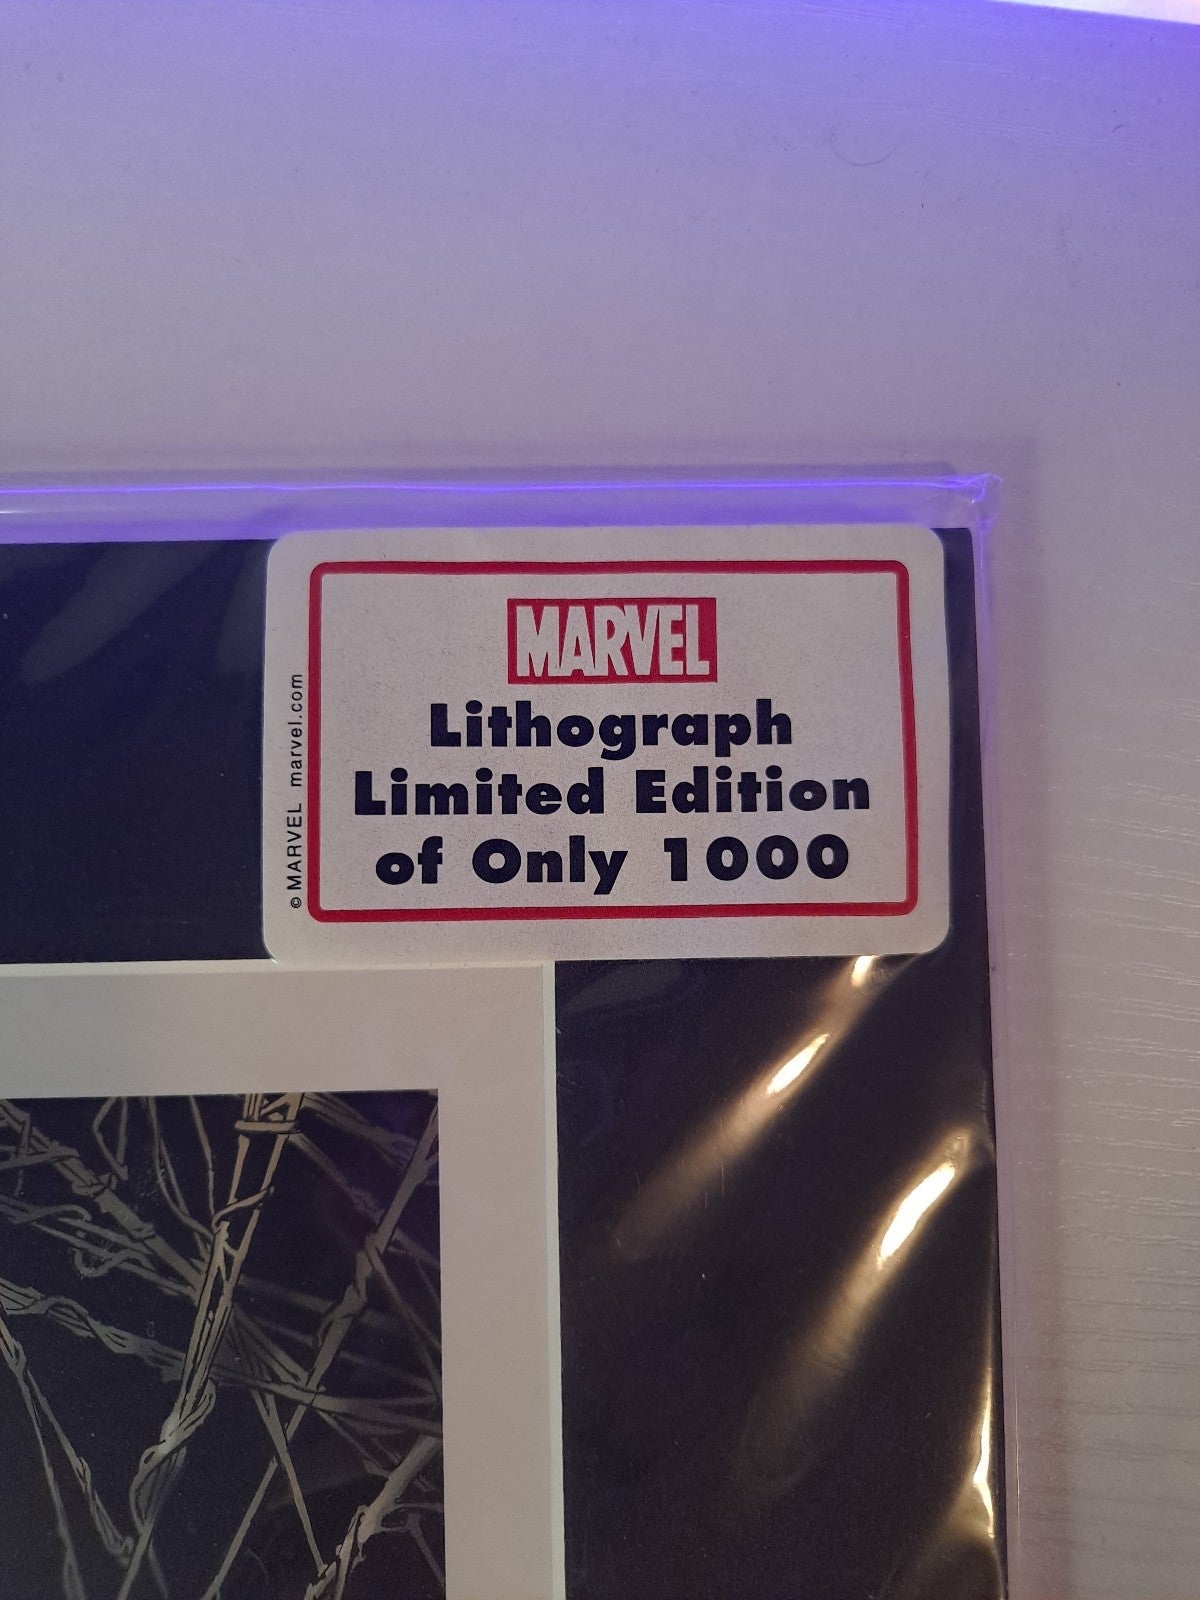 MARVEL
Lithograph
Limited Edition
of Only 1000
© MARVEL marvel.com